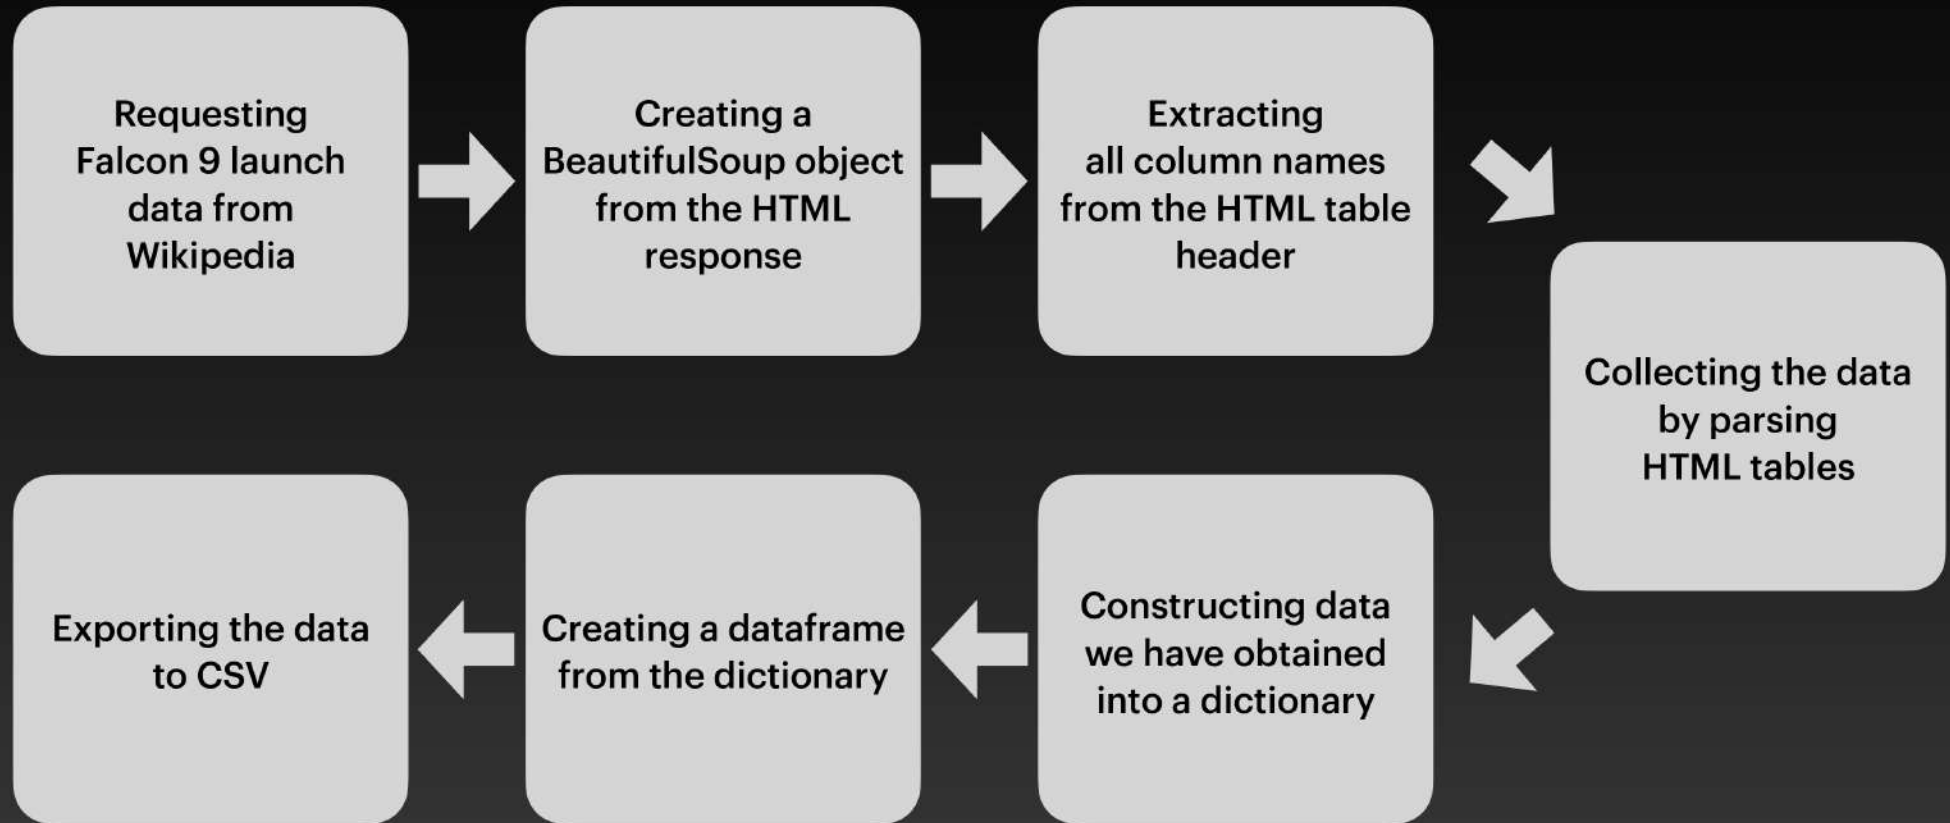 Requesting
Falcon 9 launch
data from
Wikipedia
Creating a
BeautifulSoup object
from the HTML
response
Extracting
all column names
from the HTML table
header
Collecting the data
by parsing
HTML tables
Constructing data
we have obtained
into a dictionary
Creating a dataframe
from the dictionary
Exporting the data
to CSV